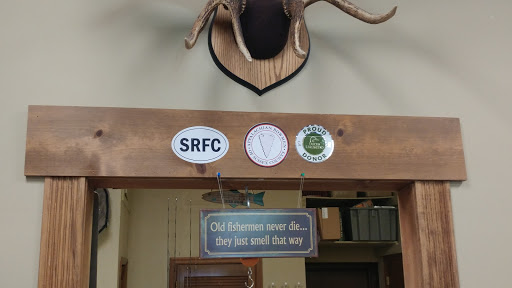 SRFC
PROUD
DONOR
Old fishermen never die...
they just smell that way